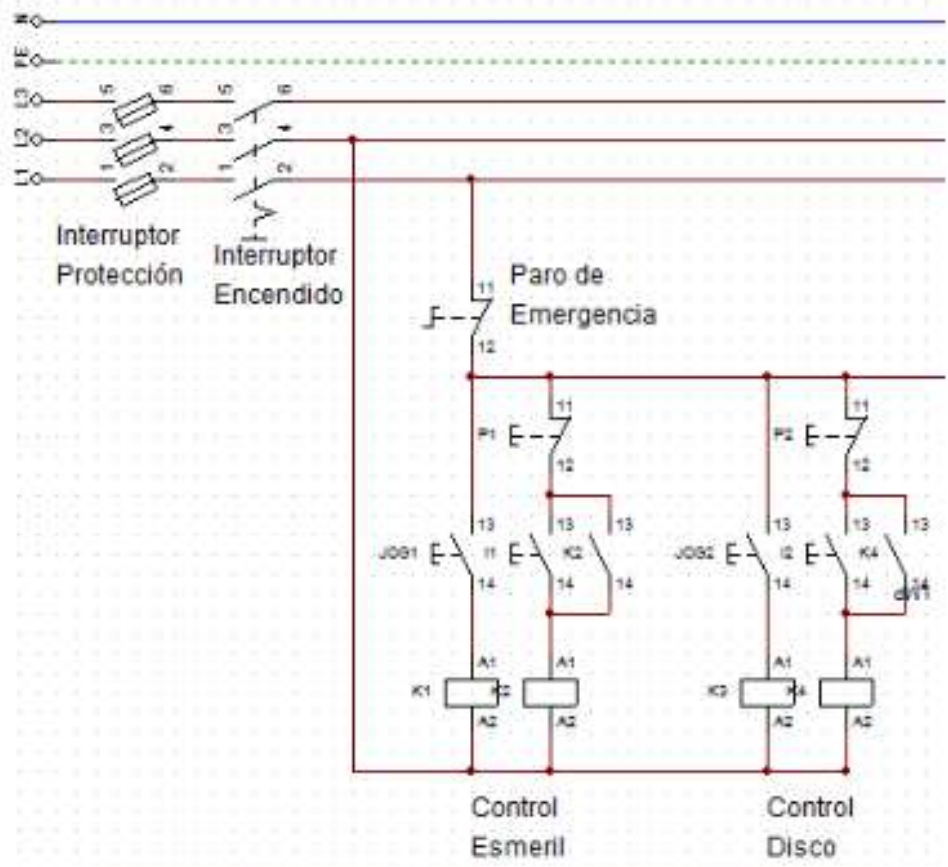 N
PE
L3
5
6
5
6
L2
3
4
3
4
L1
1
2
1
2
Interruptor
Protección
Interruptor
Encendido
11
Paro de
Emergencia
12
11
P1
12
11
P2
12
13
13
13
JOG1
I1
K2
14
14
14
13
13
13
JOG2
I2
K4
14
14
14
A1
A1
K1
K2
A2
A2
A1
A1
K3
K4
A2
A2
Control
Esmeril
Control
Disco